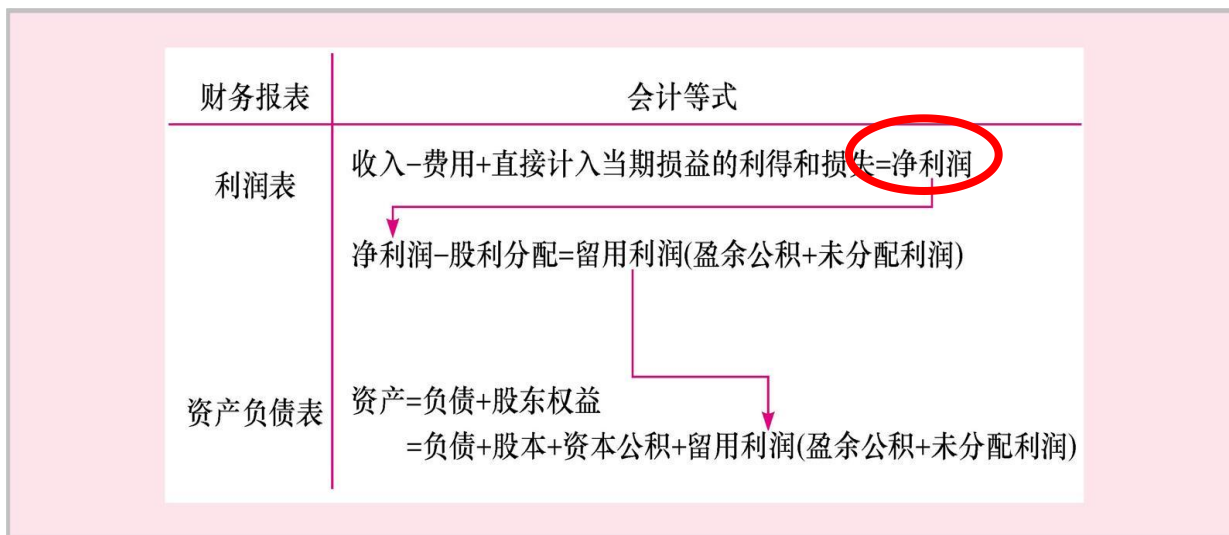 财务报表 会计等式
利润表 收入-费用+直接计入当期损益的利得和损失=净利润
净利润-股利分配=留用利润(盈余公积+未分配利润)
资产负债表 资产=负债+股东权益
=负债+股本+资本公积+留用利润(盈余公积+未分配利润)